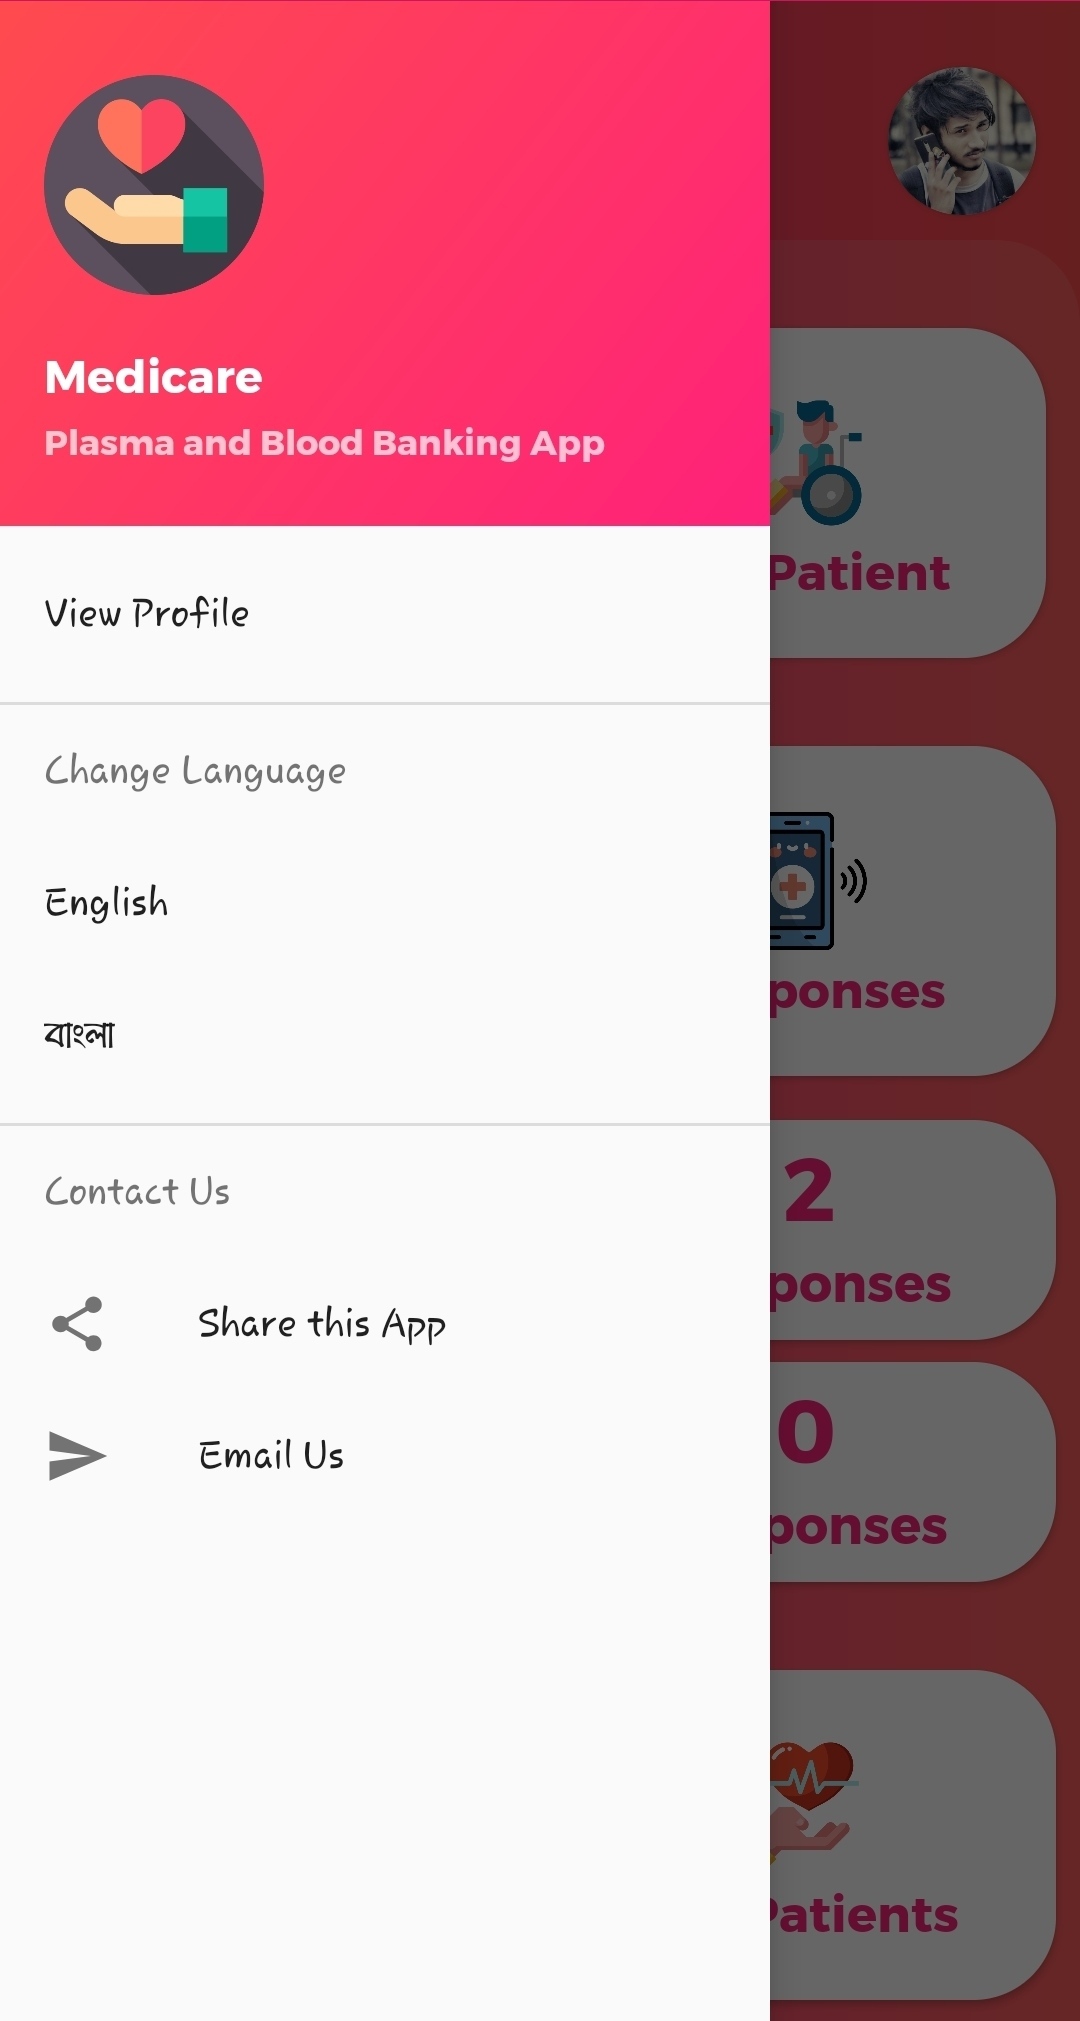 Medicare
Plasma and Blood Banking App
View Profile
Change Language
English
বাংলা
Contact Us
Share this App
Email Us
Patient
ponses
2
ponses
0
ponses
Patients